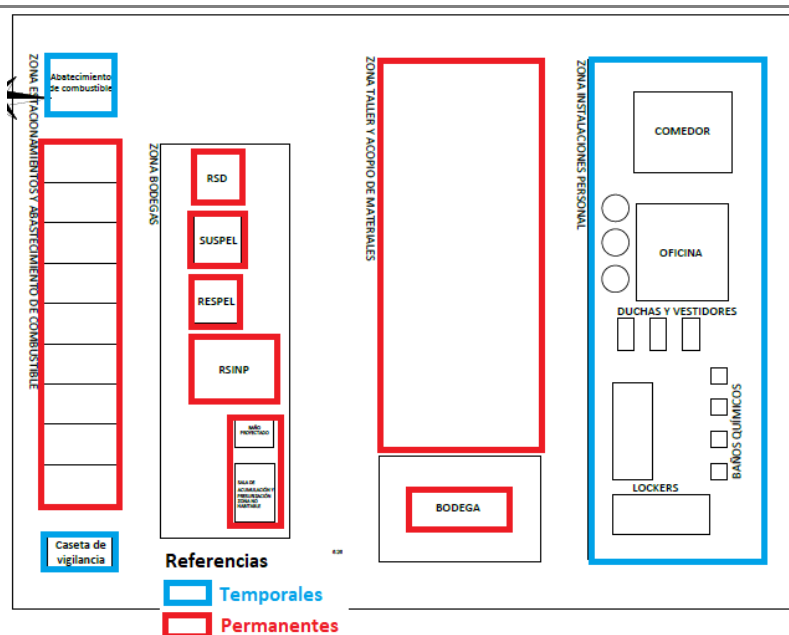 ZONA ESTACIONAMIENTOS Y ABASTECIMIENTO DE COMBUSTIBLE
Abatecimiento
de combustible
Caseta de
vigilancia
ZONA BODEGAS
RSD
SUSPEL
RESPEL
RSINP
BAÑO
PROYECTADO
SALA DE
ACUMULACIÓN Y
ZONA NO
HABITABLE
ZONA TALLER Y ACOPIO DE MATERIALES
BODEGA
ZONA INSTALACIONES PERSONAL
COMEDOR
OFICINA
DUCHAS Y VESTIDORES
BAÑOS QUÍMICOS
LOCKERS
Referencias
Temporales
Permanentes